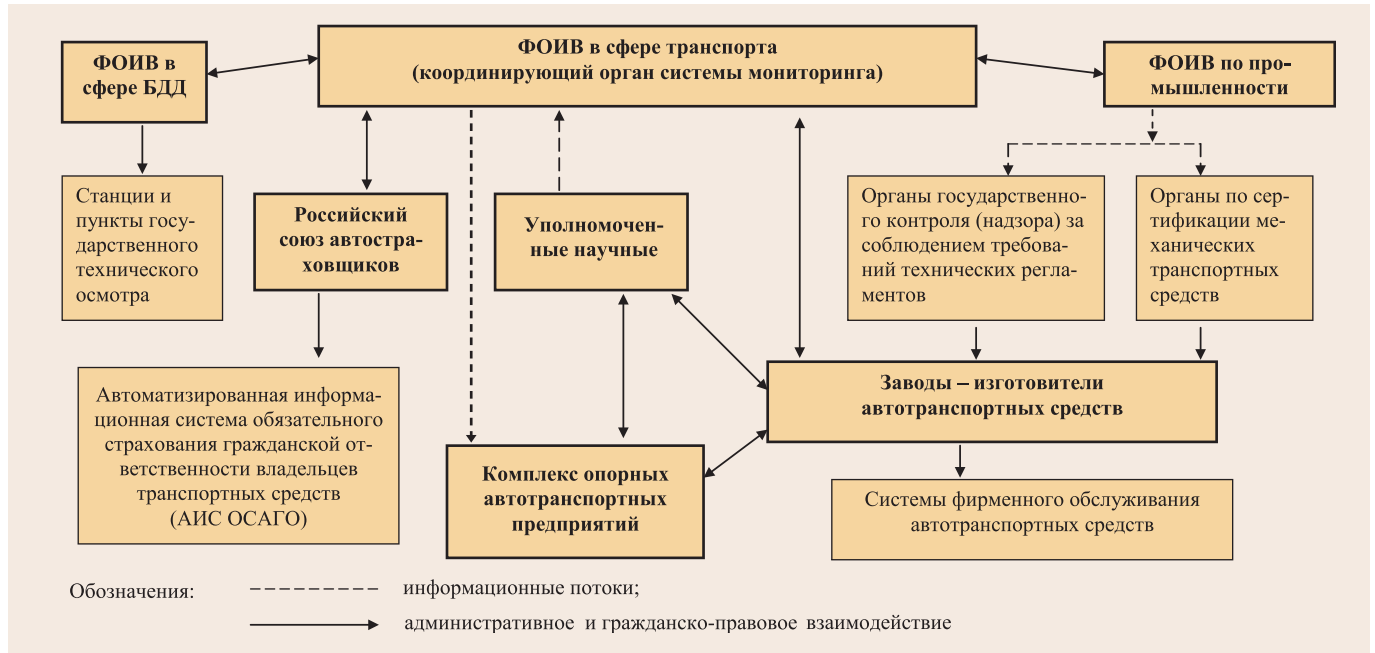 ФОИВ в
сфере БДД
ФОИВ в сфере транспорта
(координирующий орган системы мониторинга)
ФОИВ по про-
мышленности
Станции и
пункты госу-
дарственного
технического
осмотра
Российский
союз автостра-
ховщиков
Уполномочен-
ные научные
Органы государственно-
го контроля (надзора) за
соблюдением требова-
ний технических регла-
ментов
Органы по сер-
тификации ме-
ханических
транспортных
средств
Автоматизированная информа-
ционная система обязательного
страхования гражданской от-
ветственности владельцев
транспортных средств
(АИС ОСАГО)
Комплекс опорных
автотранспортных
предприятий
Заводы – изготовители
автотранспортных средств
Системы фирменного обслуживания
автотранспортных средств
Обозначения:
информационные потоки;
административное и гражданско-правовое взаимодействие